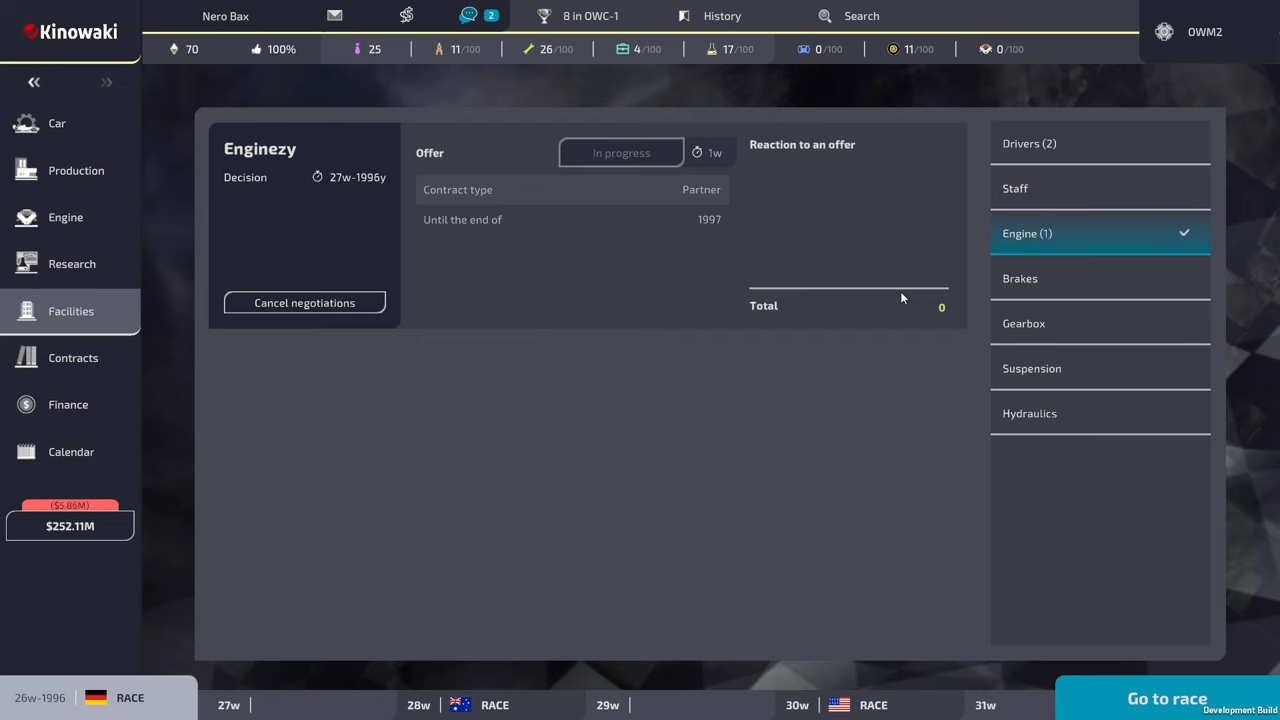 Kinowaki
Nero Bax
2
8 in OWC-1
History
Search
OWM2
70
100%
25
11/100
26/100
4/100
17/100
0/100
11/100
0/100
«
»
Car
Production
Engine
Research
Facilities
Contracts
Finance
Calendar
($5.86M)
$252.11M
Enginezy
Decision
27w-1996y
Cancel negotiations
Offer
In progress
1w
Contract type
Partner
Until the end of
1997
Reaction to an offer
Total
0
Drivers (2)
Staff
Engine (1)
Brakes
Gearbox
Suspension
Hydraulics
26w-1996
RACE
27w
28w
RACE
29w
30w
RACE
31w
Go to race
Development Build